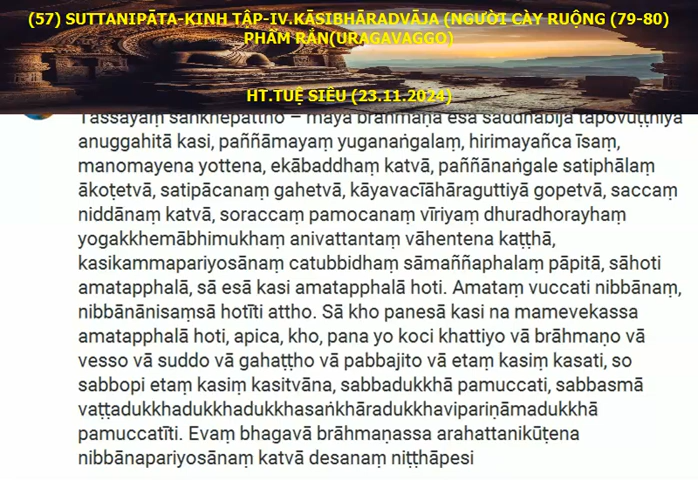 (57) SUTTANIPĀTA-KINH TẬP-IV.KĀSIBHĀRADVĀJA (NGƯỜI CÀY RUỘNG (79-80)
PHẨM RẮN(URAGAVAGGO)
HT.TUỆ SIÊU (23.11.2024)
Tassāyaṃ saṅkhepattho – mayā brāhmaṇa esā saddhābījā tapovuṭṭhiyā
anuggahitā kasi, paññāmayaṃ yuganaṅgalaṃ, hirimayañca īsaṃ,
manomayena yottena, ekābaddhaṃ katvā, paññānaṅgale satiphālaṃ
ākoṭetvā, satipācanaṃ gahetvā, kāyavacīāhāraguttiyā gopetvā, saccaṃ
niddānaṃ katvā, soraccaṃ pamocanaṃ vīriyaṃ dhuradhorayhaṃ
yogakkhemābhimukhaṃ anivattantaṃ vāhentena kaṭṭhā,
kasikammapariyosānaṃ catubbidhaṃ sāmaññaphalaṃ pāpitā, sāhoti
amatapphalā, sā esā kasi amatapphalā hoti. Amataṃ vuccati nibbānaṃ,
nibbānānisaṃsā hotīti attho. Sā kho panesā kasi na mamevekassa
amatapphalā hoti, apica, kho, pana yo koci khattiyo vā brāhmaṇo vā
vesso vā suddo vā gahaṭṭho vā pabbajito vā etaṃ kasiṃ kasati, so
sabbopi etaṃ kasiṃ kasitvāna, sabbadukkhā pamuccati, sabbasmā
vaṭṭadukkhadukkhadukkhasaṅkhāradukkhavipariṇāmadukkhā
pamuccatīti. Evaṃ bhagavā brāhmaṇassa arahattanikūṭena
nibbānapariyosānaṃ katvā desanaṃ niṭṭhāpesi